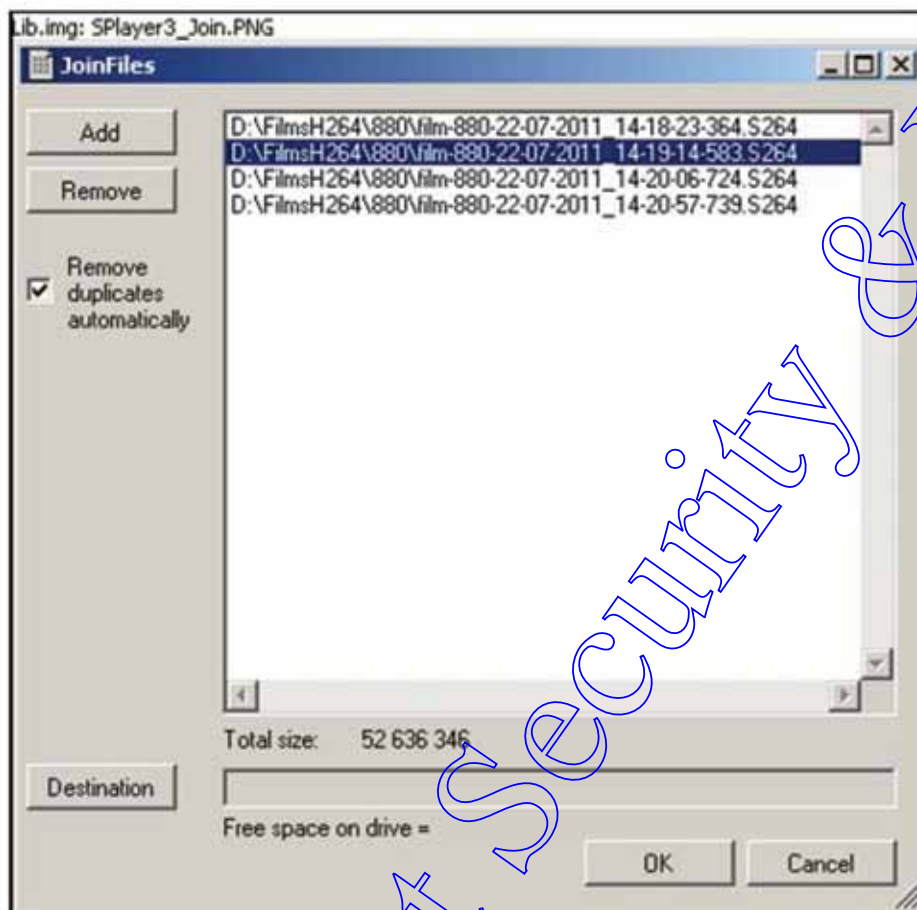 Lib.img: SPlayer3_Join.PNG
JoinFiles
Add
Remove
Remove
duplicates
automatically
D:\FilmsH264\880\film-880-22-07-2011_14-18-23-364.S264
D:\FilmsH264\880\film-880-22-07-2011_14-19-14-583.S264
D:\FilmsH264\880\film-880-22-07-2011_14-20-06-724.S264
D:\FilmsH264\880\film-880-22-07-2011_14-20-57-739.S264
Total size: 52 636 346
Destination
Free space on drive =
OK
Cancel
Security &